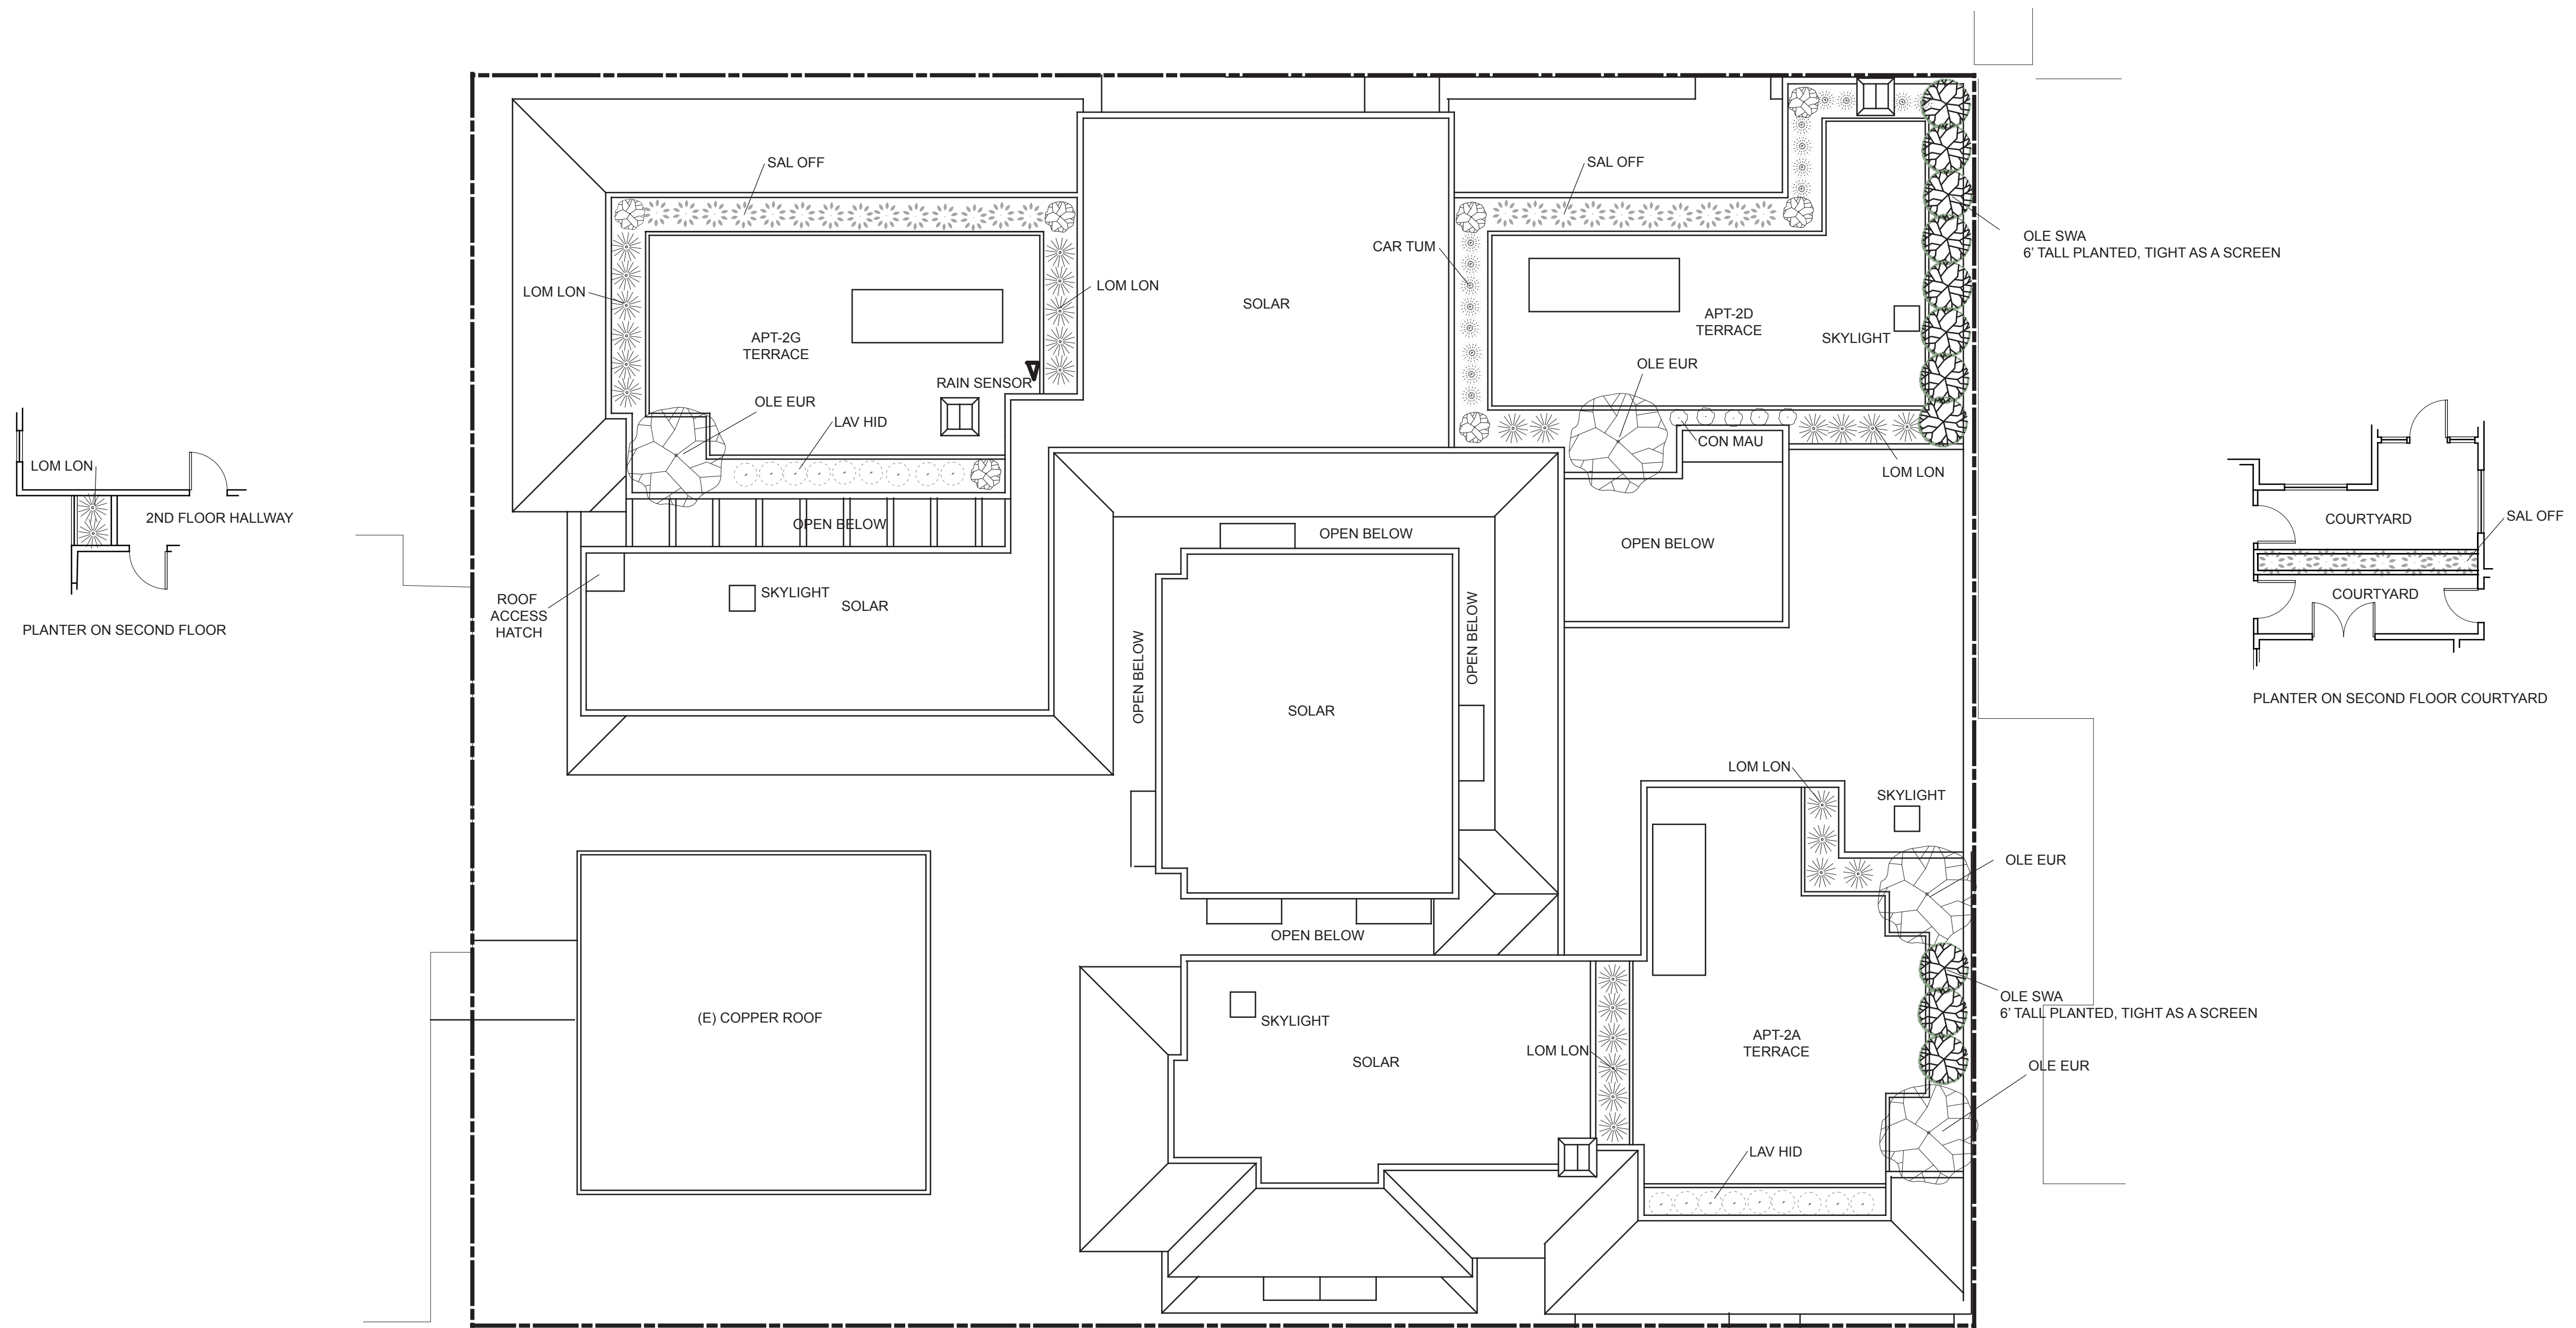 SAL OFF
SAL OFF
OLE SWA
6' TALL PLANTED, TIGHT AS A SCREEN
CAR TUM
LOM LON
LOM LON
SOLAR
APT-2D
TERRACE
SKYLIGHT
APT-2G
TERRACE
OLE EUR
RAIN SENSOR
OLE EUR
LAV HID
CON MAU
LOM LON
LOM LON
2ND FLOOR HALLWAY
PLANTER ON SECOND FLOOR
OPEN BELOW
OPEN BELOW
OPEN BELOW
COURTYARD
SAL OFF
COURTYARD
PLANTER ON SECOND FLOOR COURTYARD
ROOF
ACCESS
HATCH
SKYLIGHT
SOLAR
OPEN BELOW
OPEN BELOW
SOLAR
LOM LON
SKYLIGHT
OLE EUR
OPEN BELOW
OLE SWA
6' TALL PLANTED, TIGHT AS A SCREEN
(E) COPPER ROOF
SKYLIGHT
SOLAR
LOM LON
APT-2A
TERRACE
OLE EUR
LAV HID